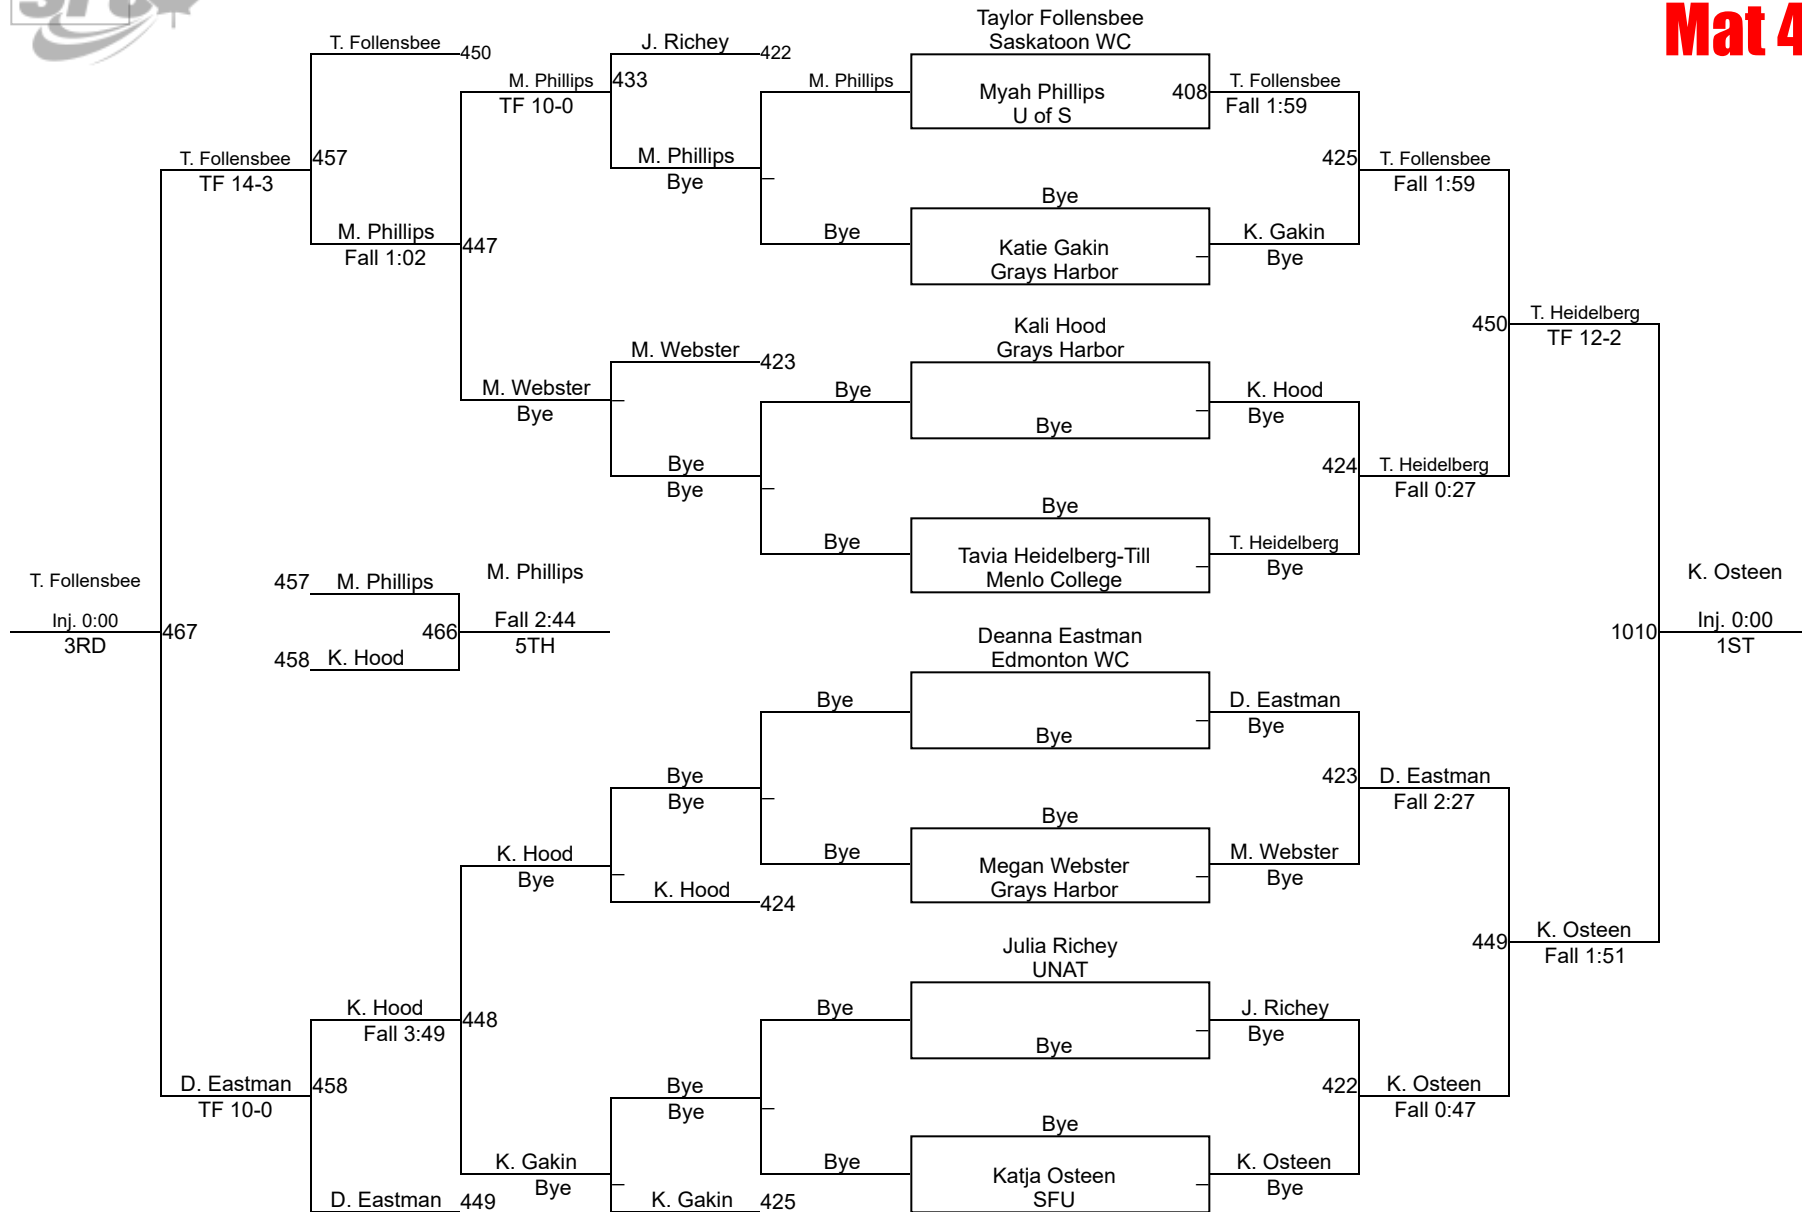 SFU
Mat 4
Taylor Follensbee
Saskatoon WC
T. Follensbee
450
J. Richey
422
M. Phillips
TF 10-0
433
M. Phillips
Myah Phillips
U of S
408
T. Follensbee
Fall 1:59
T. Follensbee
TF 14-3
457
M. Phillips
Bye
425
T. Follensbee
Fall 1:59
Bye
M. Phillips
Fall 1:02
447
Bye
Katie Gakin
Grays Harbor
K. Gakin
Bye
Kali Hood
Grays Harbor
450
T. Heidelberg
TF 12-2
M. Webster
423
M. Webster
Bye
Bye
Bye
K. Hood
Bye
Bye
Bye
424
T. Heidelberg
Fall 0:27
Bye
Bye
Tavia Heidelberg-Till
Menlo College
T. Heidelberg
Bye
T. Follensbee
Inj. 0:00
3RD
467
457
M. Phillips
458
K. Hood
466
M. Phillips
Fall 2:44
5TH
1010
K. Osteen
Inj. 0:00
1ST
Deanna Eastman
Edmonton WC
Bye
Bye
D. Eastman
Bye
Bye
Bye
423
D. Eastman
Fall 2:27
Bye
K. Hood
Bye
Bye
Megan Webster
Grays Harbor
M. Webster
Bye
K. Hood
424
Julia Richey
UNAT
449
K. Osteen
Fall 1:51
K. Hood
Fall 3:49
448
Bye
Bye
J. Richey
Bye
D. Eastman
TF 10-0
458
Bye
Bye
422
K. Osteen
Fall 0:47
Bye
K. Gakin
Bye
Bye
Katja Osteen
SFU
K. Osteen
Bye
D. Eastman
449
K. Gakin
425